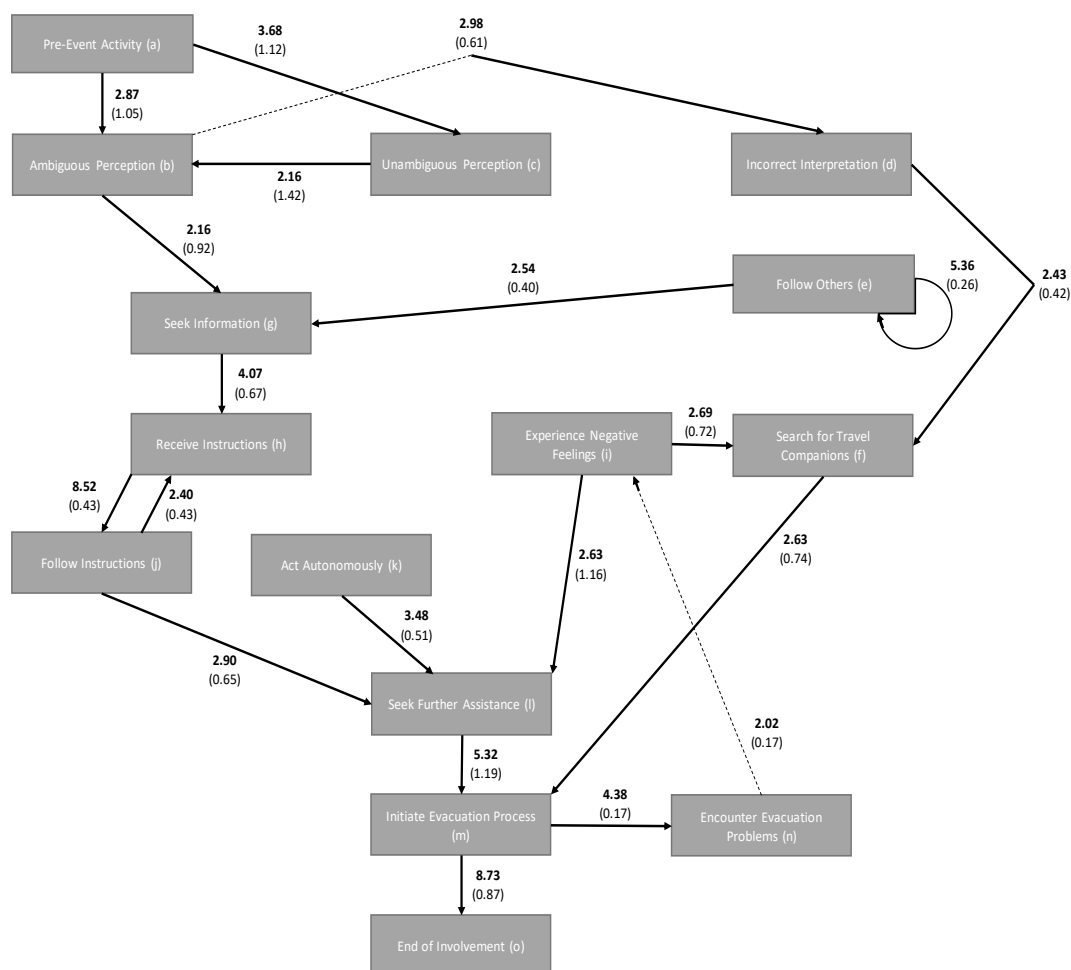 2.98
(0.61)
3.68
(1.12)
Pre-Event Activity (a)
2.87
(1.05)
Ambiguous Perception (b)
Unambiguous Perception (c)
Incorrect Interpretation (d)
2.16
(1.42)
2.16
(0.92)
2.54
(0.40)
Follow Others (e)
5.36
(0.26)
2.43
(0.42)
Seek Information (g)
4.07
(0.67)
Receive Instructions (h)
Experience Negative
Feelings (i)
2.69
(0.72)
Search for Travel
Companions (f)
8.52
(0.43)
2.40
(0.43)
Follow Instructions (j)
Act Autonomously (k)
2.63
(1.16)
2.63
(0.74)
3.48
(0.51)
2.90
(0.65)
Seek Further Assistance (l)
2.02
(0.17)
5.32
(1.19)
Initiate Evacuation Process
(m)
4.38
(0.17)
Encounter Evacuation
Problems (n)
8.73
(0.87)
End of Involvement (o)